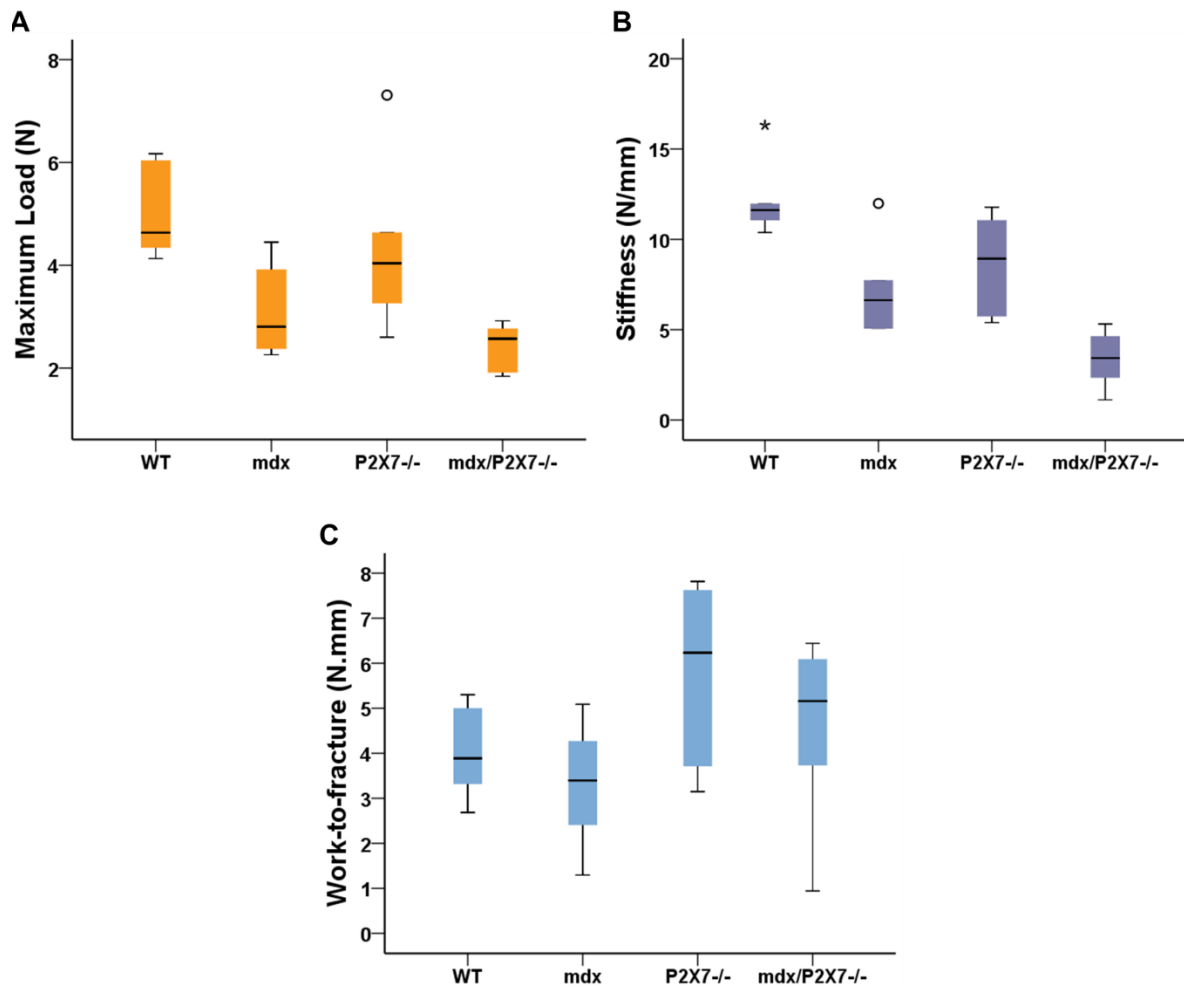 A
Maximum Load (N)
8
6
4
2
WT mdx P2X7-/- mdx/P2X7-/-
B
Stiffness (N/mm)
20
15
10
5
0
WT mdx P2X7-/- mdx/P2X7-/-
C
Work-to-fracture (N.mm)
8
7
6
5
4
3
2
1
0
WT mdx P2X7-/- mdx/P2X7-/-